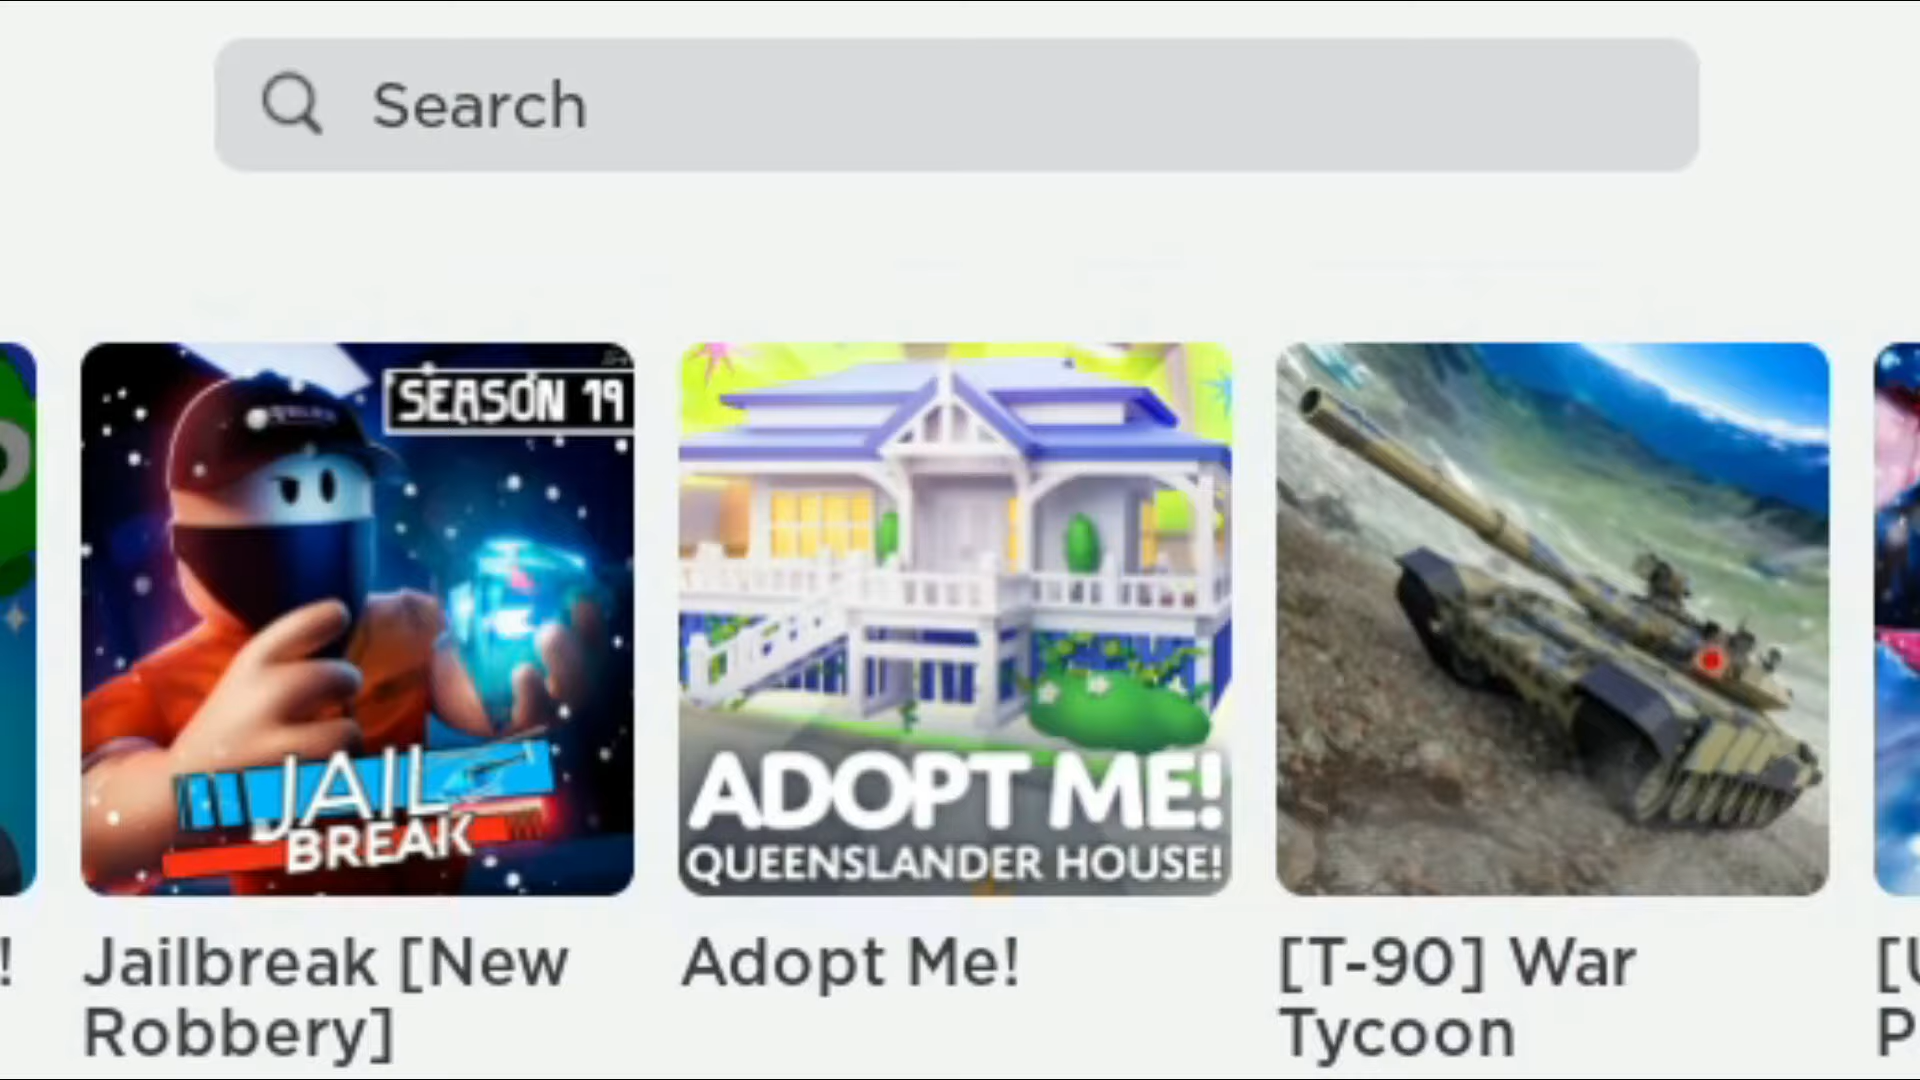 Search
SEASON 19
JAIL
BREAK
ADOPT ME!
QUEENSLANDER HOUSE!
!
Jailbreak [New
Robbery]
Adopt Me!
[T-90] War
Tycoon
[U
P